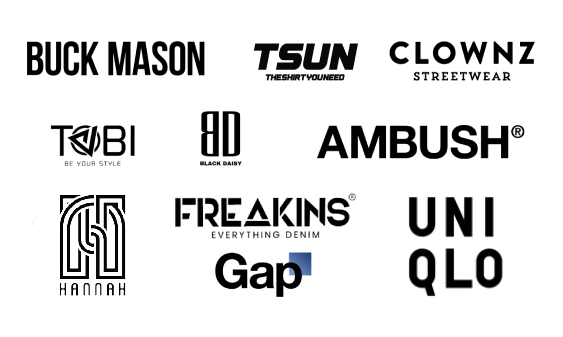 BUCK MASON
TSUN
THESHIRTYOUNEED
CLOWNZ
STREETWEAR
TOBI
BE YOUR STYLE
BD
BLACK DAISY
AMBUSH®
HANNAH
FREAKINS®
EVERYTHING DENIM
Gap
UNI
QLO